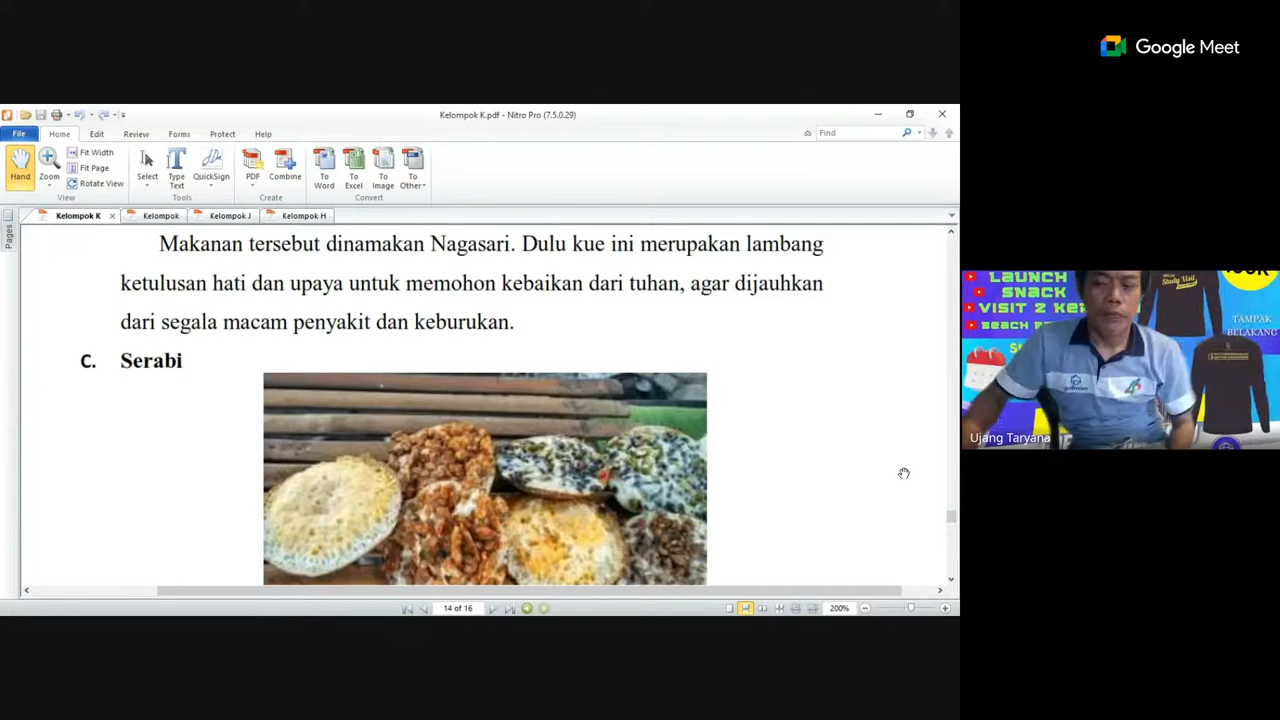 Google Meet
Kelompok K.pdf - Nitro Pro (7.5.0.29)
File Home Edit Review Forms Protect Help
Find
Hand
Zoom
Fit Width
Fit Page
Rotate View
View
Select
Type Text
QuickSign
Tools
PDF
Combine
Create
To Word
To Excel
To Image
To Other
Convert
Pages
Kelompok K
Kelompok
Kelompok J
Kelompok H
Makanan tersebut dinamakan Nagasari. Dulu kue ini merupakan lambang
ketulusan hati dan upaya untuk memohon kebaikan dari tuhan, agar dijauhkan
dari segala macam penyakit dan keburukan.
C. Serabi
14 of 16
200%
LAUNCH
SNACK
VISIT 2 KE
BEACH
Study Visit
TAMPAK
BELAKANG
polman
Ujang Taryana